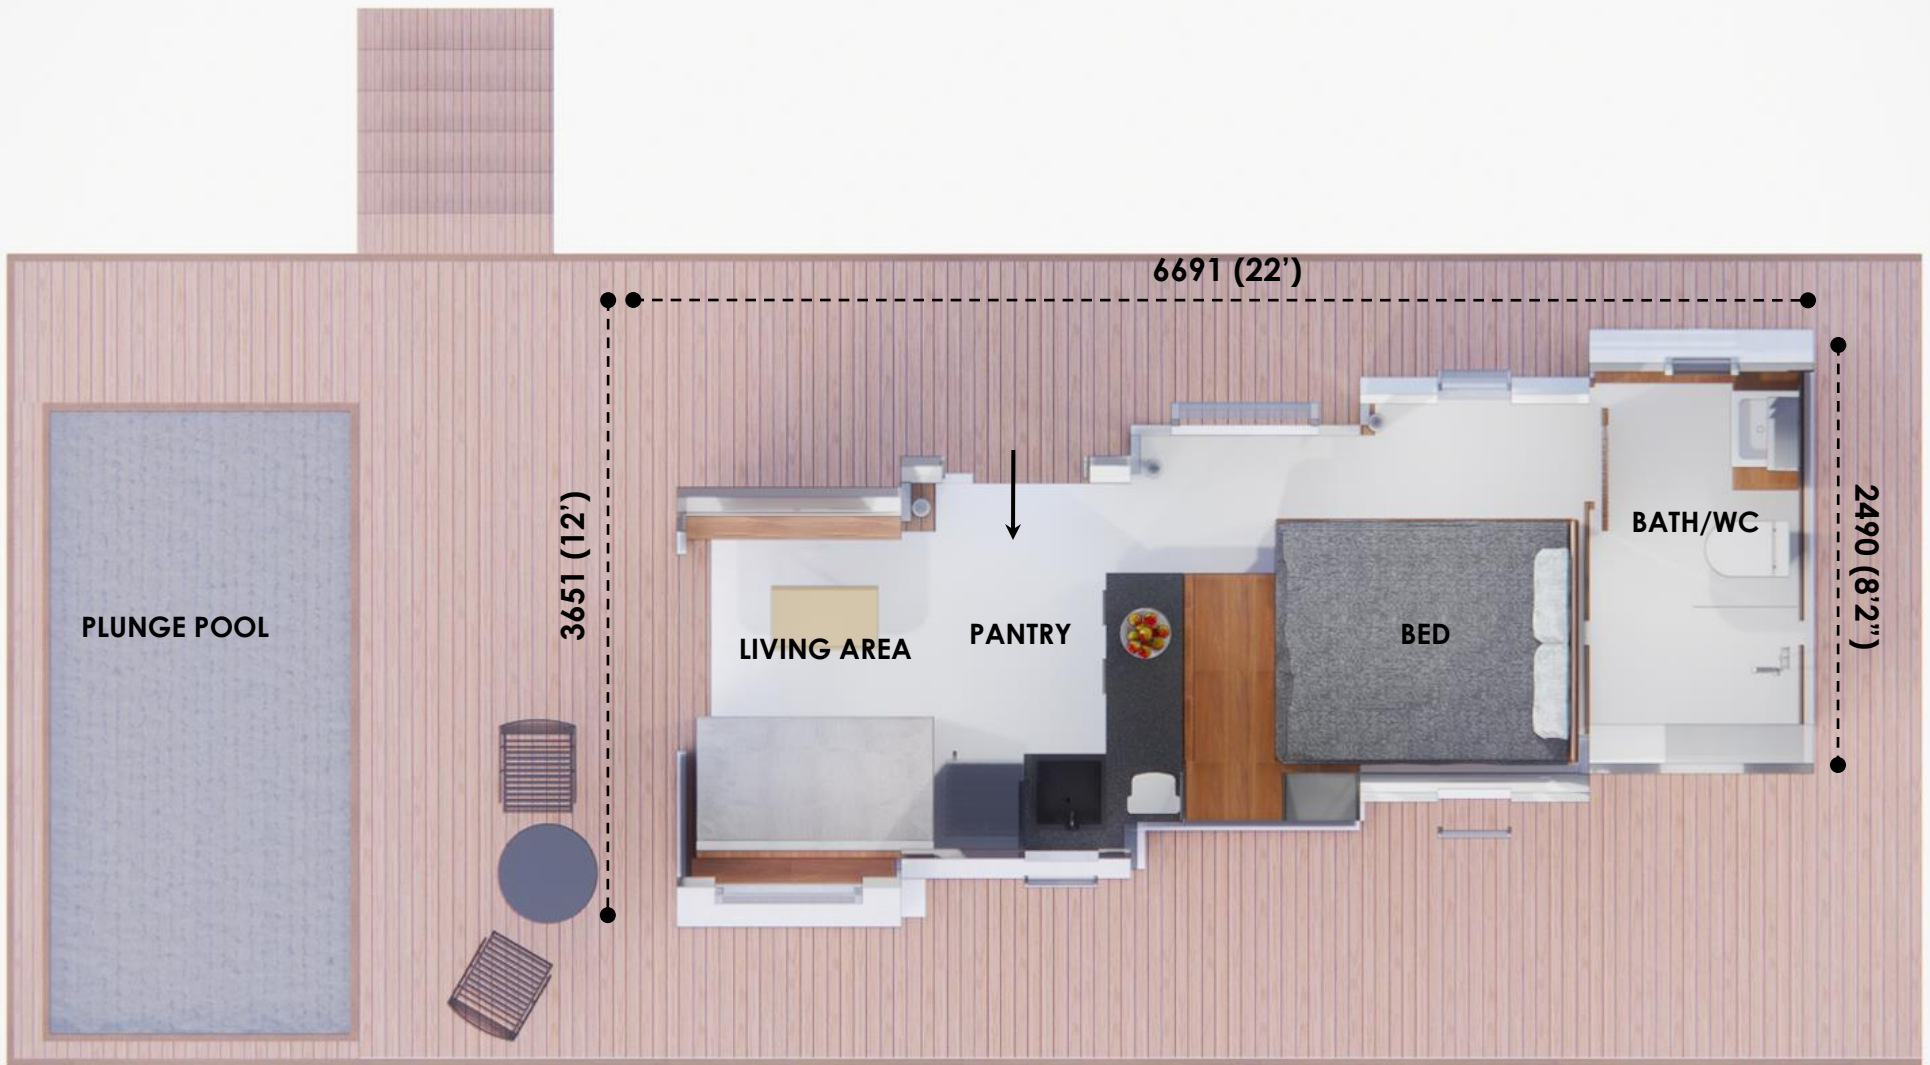 6691 (22’)
3651 (12’)
2490 (8’2”)
BATH/WC
PLUNGE POOL
LIVING AREA
PANTRY
BED